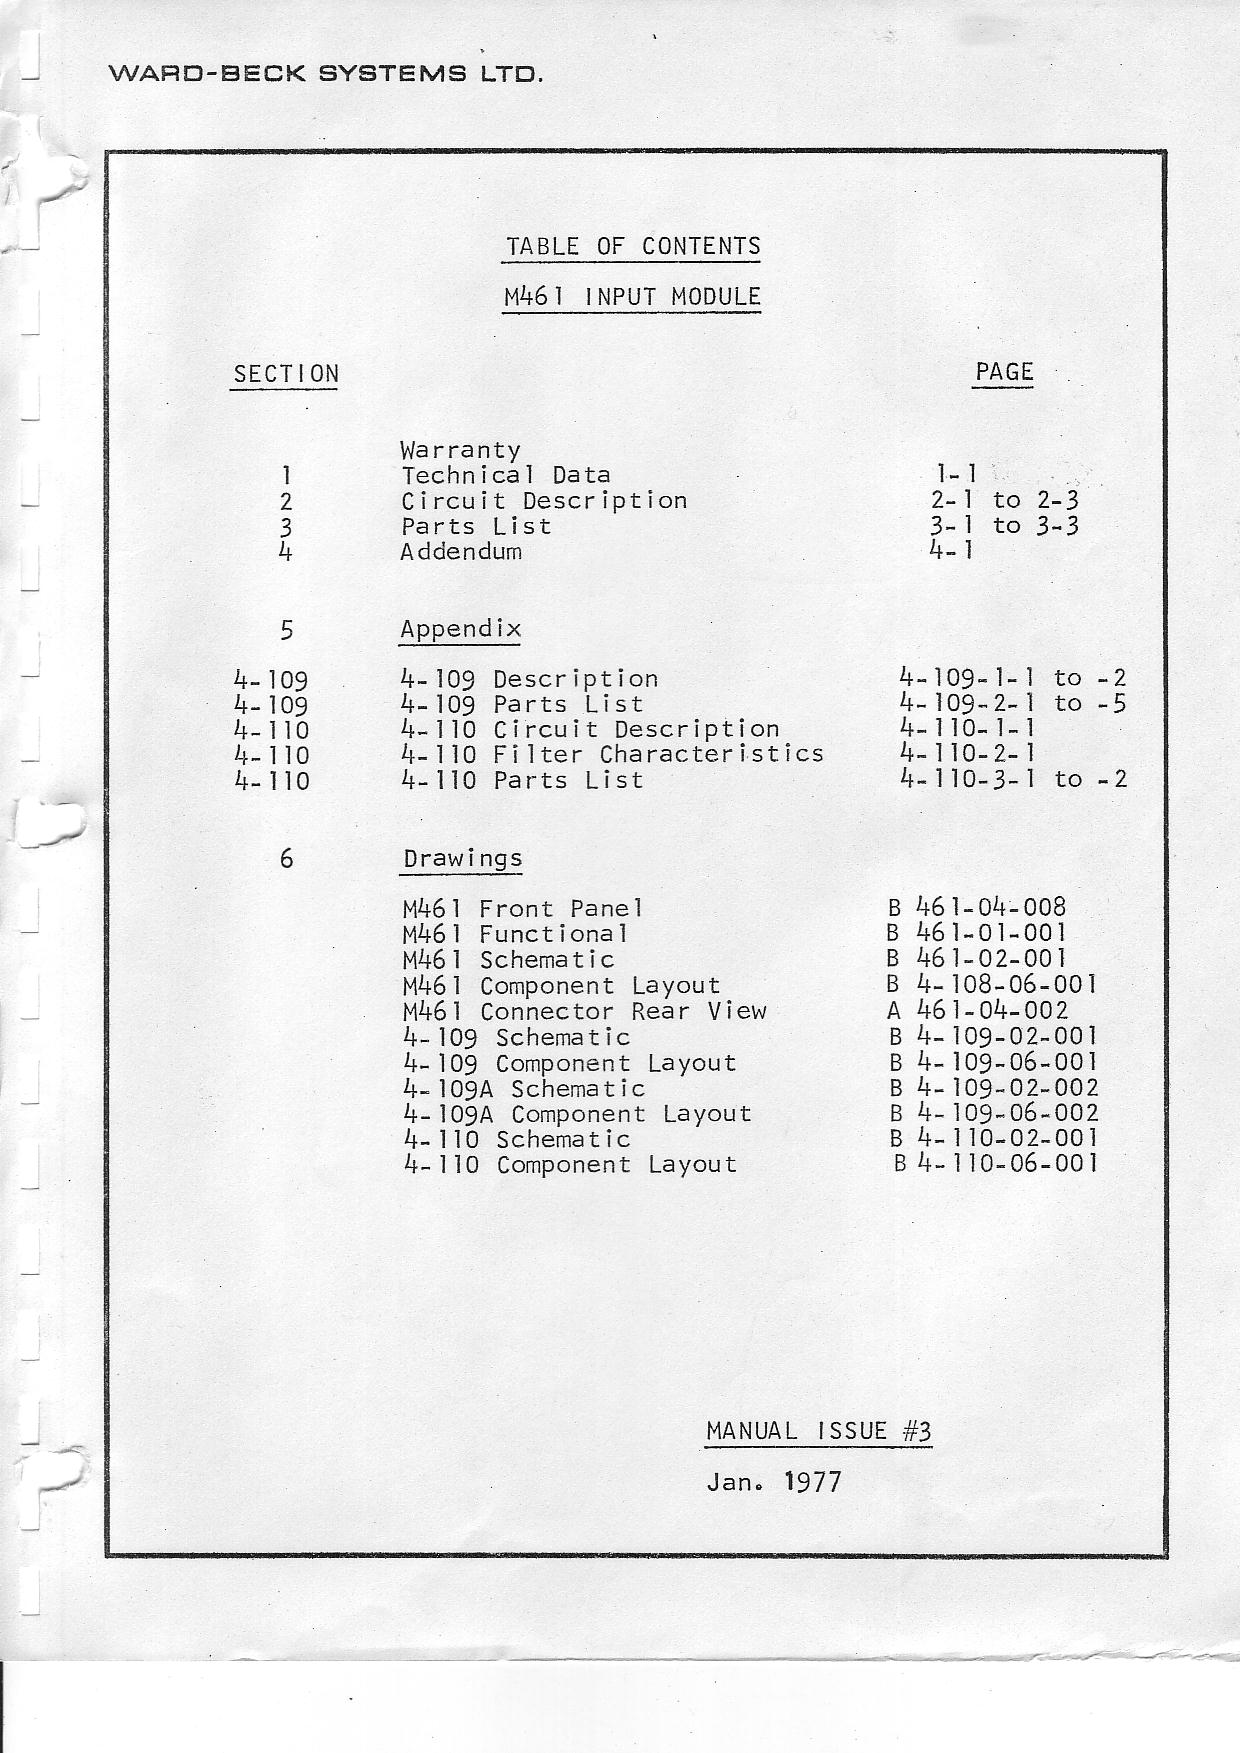 WARD-BECK SYSTEMS LTD.
TABLE OF CONTENTS
M461 INPUT MODULE
SECTION PAGE
Warranty
1 Technical Data 1-1
2 Circuit Description 2-1 to 2-3
3 Parts List 3-1 to 3-3
4 Addendum 4-1
5 Appendix
4-109 4-109 Description 4-109-1-1 to -2
4-109 4-109 Parts List 4-109-2-1 to -5
4-110 4-110 Circuit Description 4-110-1-1
4-110 4-110 Filter Characteristics 4-110-2-1
4-110 4-110 Parts List 4-110-3-1 to -2
6 Drawings
M461 Front Panel B 461-04-008
M461 Functional B 461-01-001
M461 Schematic B 461-02-001
M461 Component Layout B 4-108-06-001
M461 Connector Rear View A 461-04-002
4-109 Schematic B 4-109-02-001
4-109 Component Layout B 4-109-06-001
4-109A Schematic B 4-109-02-002
4-109A Component Layout B 4-109-06-002
4-110 Schematic B 4-110-02-001
4-110 Component Layout B 4-110-06-001
MANUAL ISSUE #3
Jan. 1977